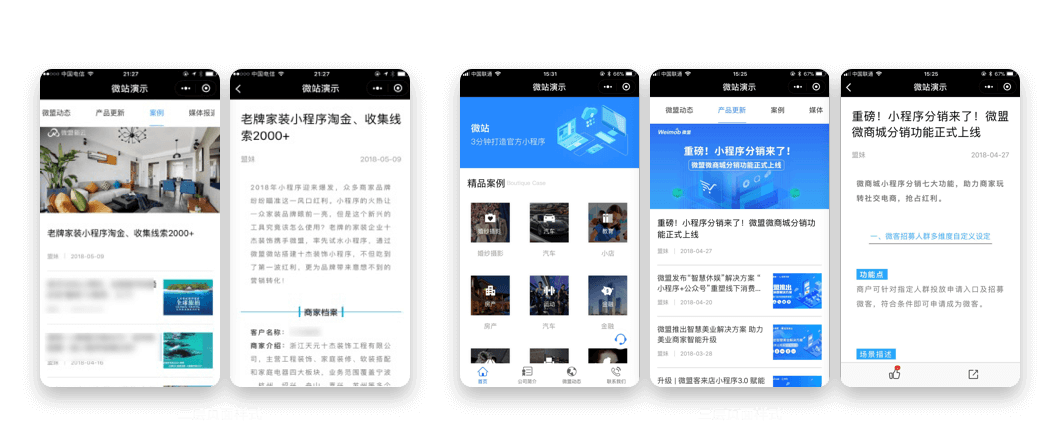 中国电信
21:27
微站演示
微盟动态
产品更新
案例
媒体报道
老牌家装小程序淘金、收集线索2000+
盟妹
2018-05-09
2018-04-16
中国电信
21:27
微站演示
老牌家装小程序淘金、收集线
索2000+
盟妹
2018-05-09
2018年小程序迎来爆发，众多商家品牌
纷纷瞄准这一风口红利。小程序的火热让
一众家装品牌眼前一亮，但是这个新兴的
工具究竟该怎么使用？老牌的家装企业十
杰装饰携手微盟，率先试水小程序，通过
微盟微站搭建十杰装饰小程序，不但吃到
了第一波红利，更为品牌带来意想不到的
营销转化！
商家档案
客户名称：
商家介绍：浙江天元十杰装饰工程有限公
司，主营工程装饰、家庭装修、软装搭配
和家庭电器四大板块，业务范围覆盖宁波
中国联通
15:31
66%
微站演示
微站
3分钟打造官方小程序
精品案例
Boutique Case
婚纱摄影
汽车
教育
婚纱摄影
汽车
小店
房产
运动
金融
房产
汽车
金融
首页
公司简介
微盟动态
联系我们
中国联通
15:25
67%
微站演示
微盟动态
产品更新
案例
媒体
Weimob 微盟
重磅！小程序分销来了！
微盟微商城分销功能正式上线
重磅！小程序分销来了！微盟微商城分销功
能正式上线
盟妹
2018-04-27
微盟发布“智慧休娱”解决方案 “
小程序+公众号”重塑线下消费...
盟妹
2018-04-20
微盟推出智慧美业解决方案 助力
美业商家智能升级
盟妹
2018-03-28
升级 | 微盟客来店小程序3.0 赋能
中国联通
15:25
67%
微站演示
重磅！小程序分销来了！微盟
微商城分销功能正式上线
盟妹
2018-04-27
微商城小程序分销七大功能，助力商家玩
转社交电商，抢占红利。
一、微客招募人群多维度自定义设定
功能点
商户可针对指定人群投放申请入口及招募
微客，符合条件即可申请成为微客。
场景描述